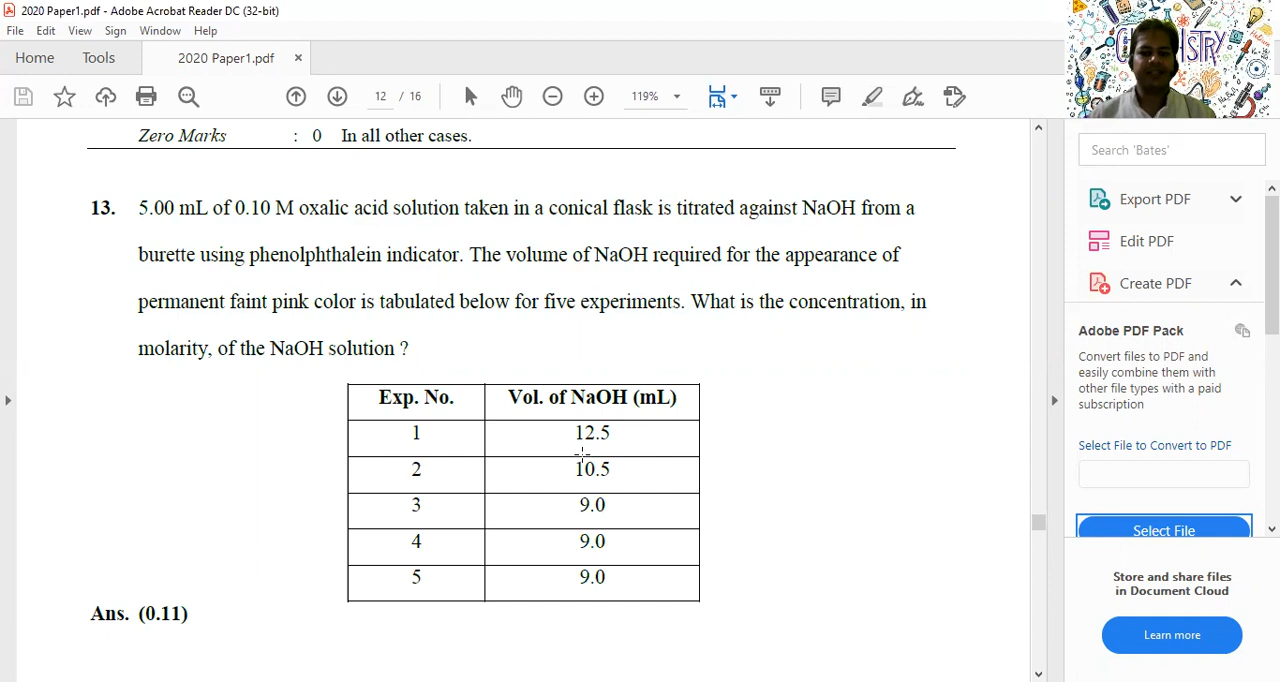 2020 Paper1.pdf - Adobe Acrobat Reader DC (32-bit)
File Edit View Sign Window Help
Home Tools 2020 Paper1.pdf ×
12 / 16 119%
CHEMISTRY
Zero Marks : 0 In all other cases.
13. 5.00 mL of 0.10 M oxalic acid solution taken in a conical flask is titrated against NaOH from a
burette using phenolphthalein indicator. The volume of NaOH required for the appearance of
permanent faint pink color is tabulated below for five experiments. What is the concentration, in
molarity, of the NaOH solution ?
Exp. No. Vol. of NaOH (mL)
1 12.5
2 10.5
3 9.0
4 9.0
5 9.0
Ans. (0.11)
Search 'Bates'
Export PDF
Edit PDF
Create PDF
Adobe PDF Pack
Convert files to PDF and
easily combine them with
other file types with a paid
subscription
Select File to Convert to PDF
Select File
Store and share files
in Document Cloud
Learn more